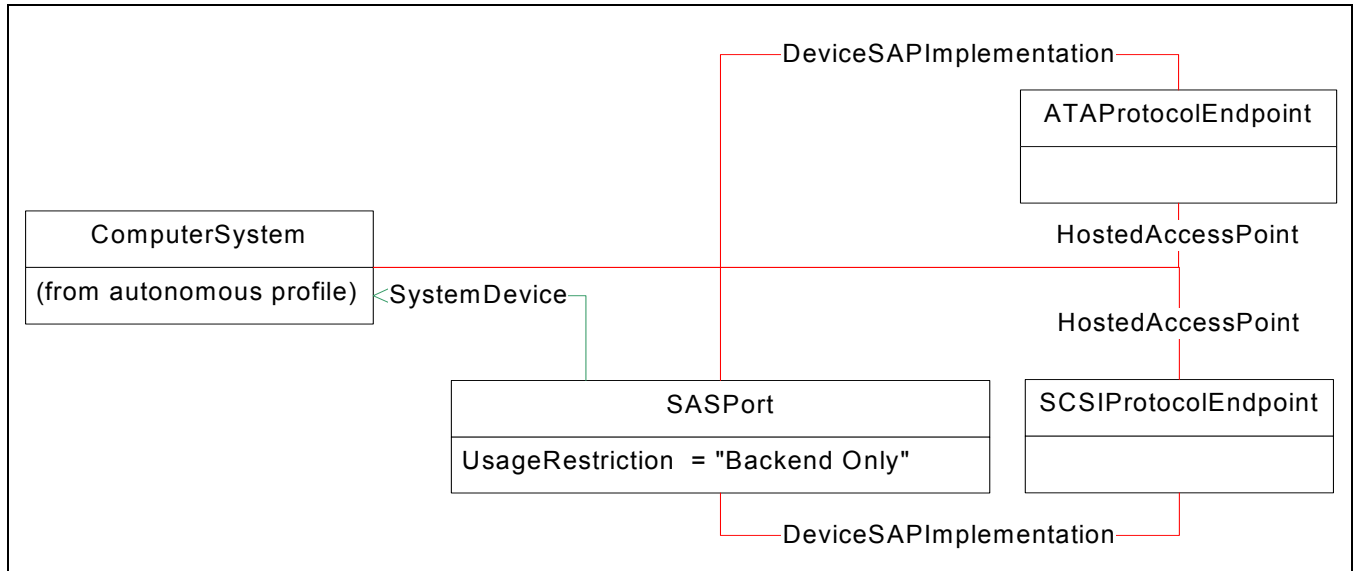 DeviceSAPImplementation
ATAProtocolEndpoint
ComputerSystem
HostedAccessPoint
(from autonomous profile)
SystemDevice
HostedAccessPoint
SASPort
SCSIProtocolEndpoint
UsageRestriction = "Backend Only"
DeviceSAPImplementation